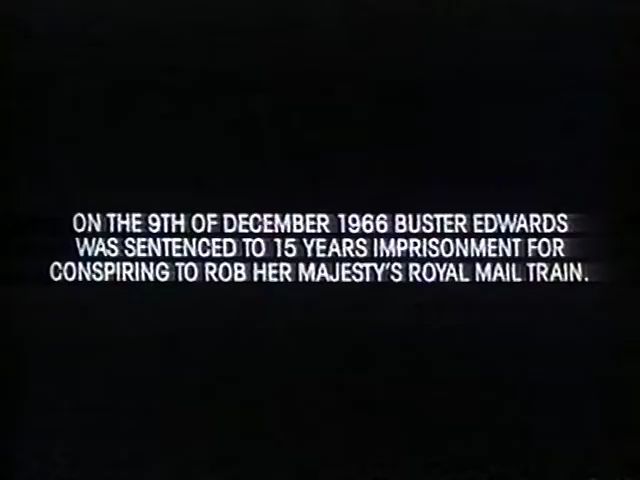 ON THE 9TH OF DECEMBER 1966 BUSTER EDWARDS
WAS SENTENCED TO 15 YEARS IMPRISONMENT FOR
CONSPIRING TO ROB HER MAJESTY'S ROYAL MAIL TRAIN.